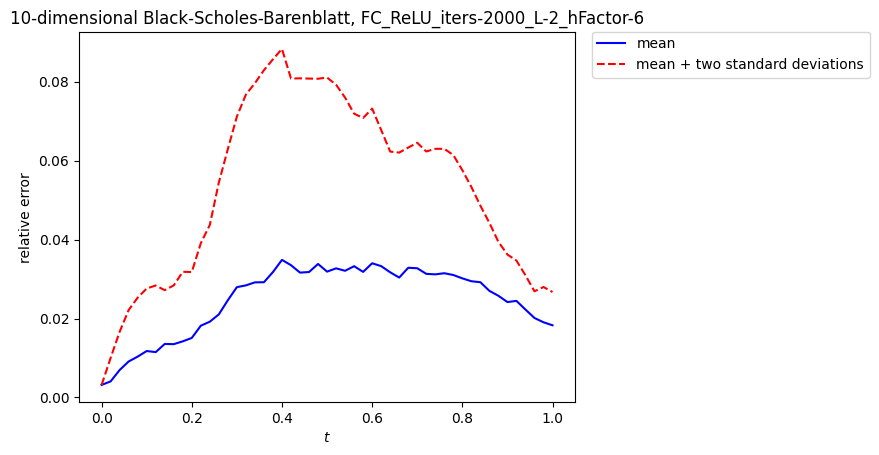 10-dimensional Black-Scholes-Barenblatt, FC_ReLU_iters-2000_L-2_hFactor-6
mean
mean + two standard deviations
0.08
0.06
0.04
0.02
0.00
relative error
0.0 0.2 0.4 0.6 0.8 1.0
t